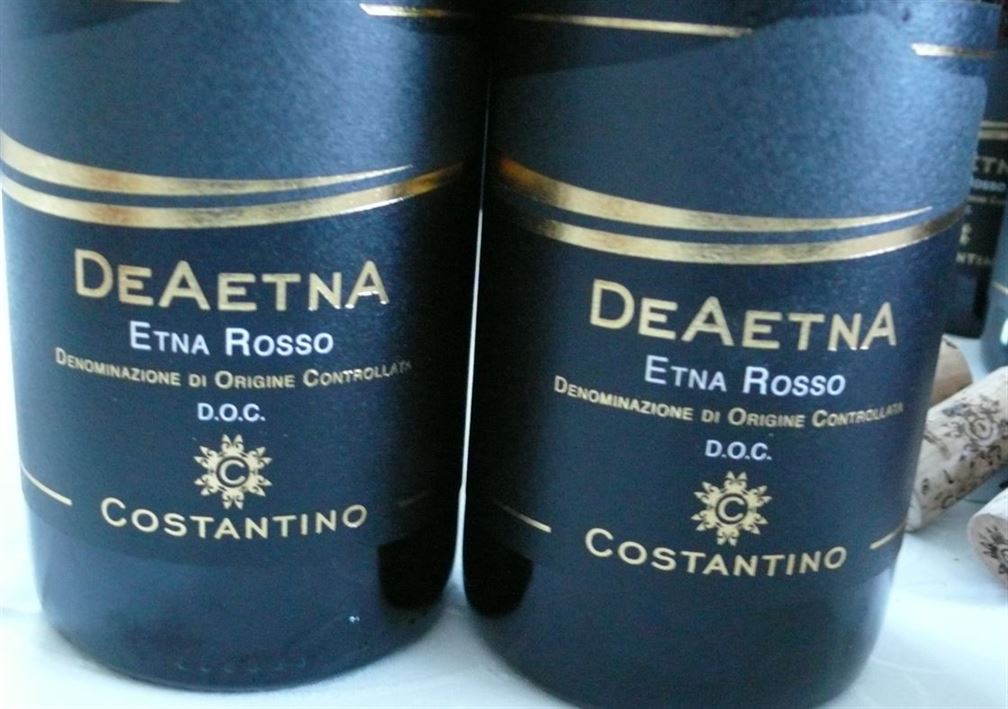 DeAetna
Etna Rosso
Denominazione di Origine Controllata
D.O.C.
C
Costantino
DeAetna
Etna Rosso
Denominazione di Origine Controllata
D.O.C.
C
Costantino